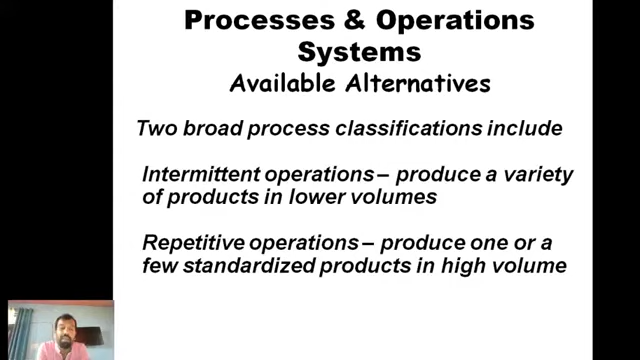 Processes & Operations
Systems
Available Alternatives
Two broad process classifications include
Intermittent operations – produce a variety
of products in lower volumes
Repetitive operations – produce one or a
few standardized products in high volume